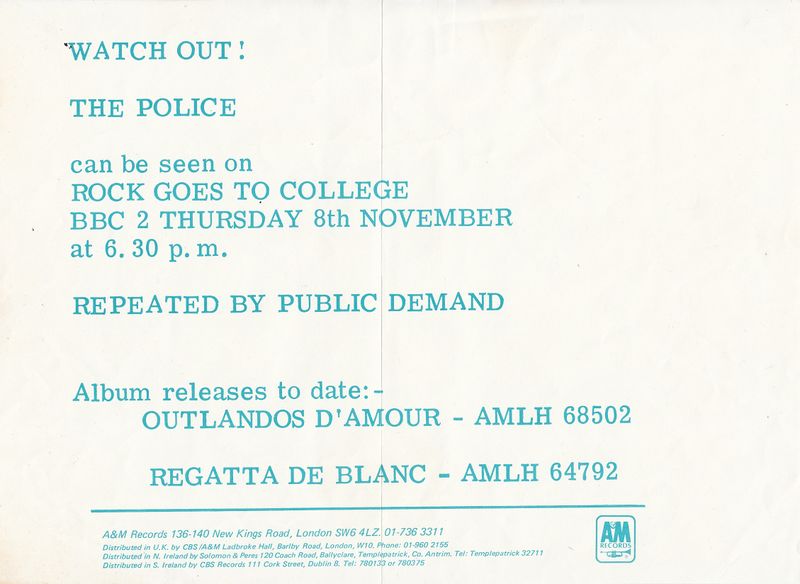 WATCH OUT!
THE POLICE
can be seen on
ROCK GOES TO COLLEGE
BBC 2 THURSDAY 8th NOVEMBER
at 6.30 p.m.
REPEATED BY PUBLIC DEMAND
Album releases to date:-
OUTLANDOS D'AMOUR - AMLH 68502
REGATTA DE BLANC - AMLH 64792
A&M Records 136-140 New Kings Road, London SW6 4LZ. 01-736 3311
Distributed in U.K. by CBS/A&M Ladbroke Hall, Barlby Road, London, W10. Phone: 01-960 2155
Distributed in N. Ireland by Solomon & Peres 120 Coach Road, Ballyclare, Templepatrick, Co. Antrim. Tel: Templepatrick 32711
Distributed in S. Ireland by CBS Records 111 Cork Street, Dublin 8. Tel: 780133 or 780375
A&M
RECORDS